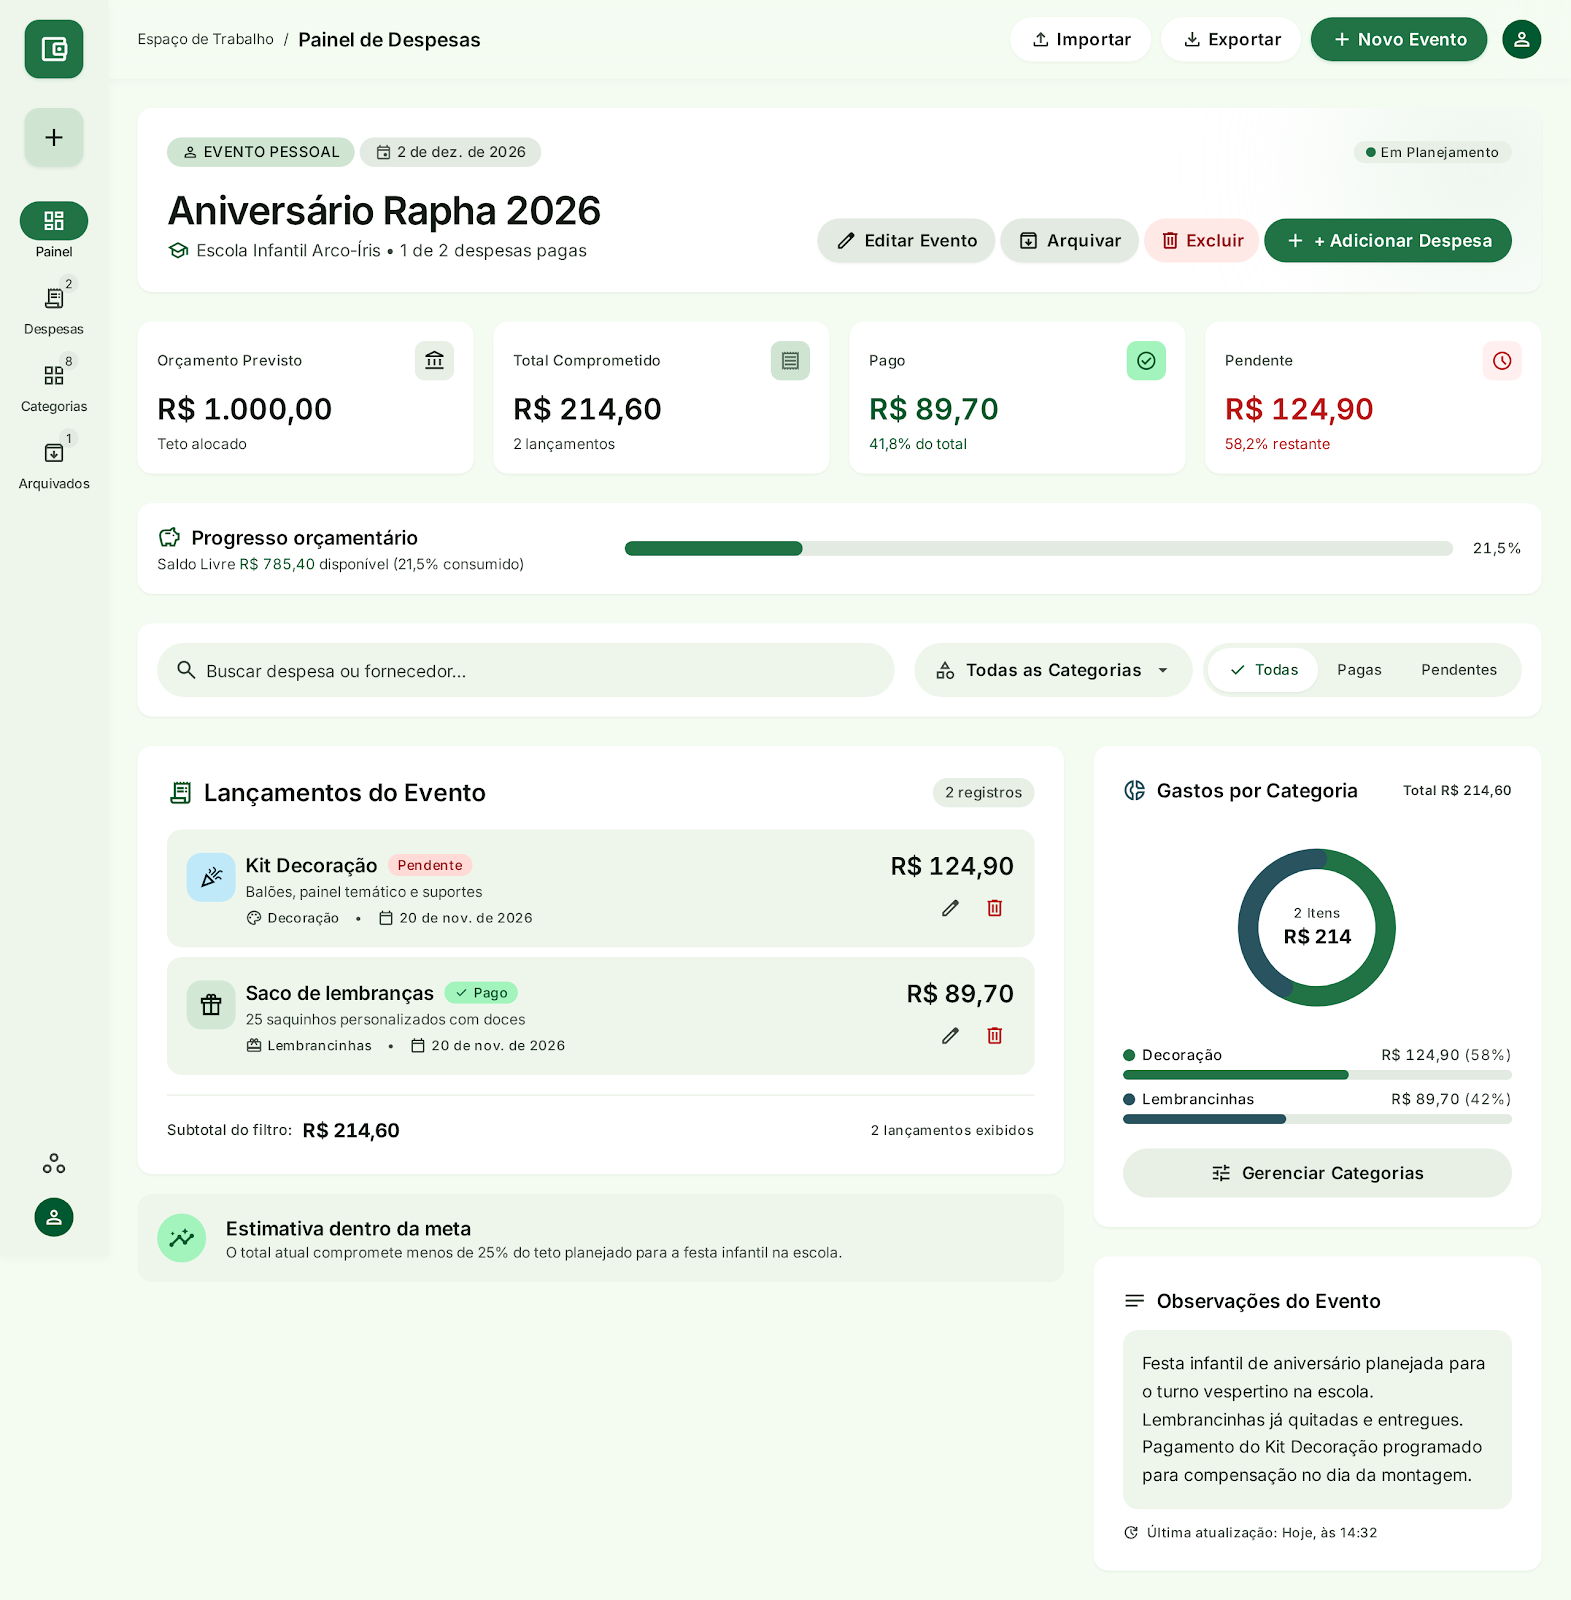 Espaço de Trabalho / Painel de Despesas
Importar
Exportar
Novo Evento
Painel
2
Despesas
8
Categorias
1
Arquivados
EVENTO PESSOAL
2 de dez. de 2026
Em Planejamento
Aniversário Rapha 2026
Escola Infantil Arco-Íris • 1 de 2 despesas pagas
Editar Evento
Arquivar
Excluir
+ Adicionar Despesa
Orçamento Previsto
R$ 1.000,00
Teto alocado
Total Comprometido
R$ 214,60
2 lançamentos
Pago
R$ 89,70
41,8% do total
Pendente
R$ 124,90
58,2% restante
Progresso orçamentário
Saldo Livre R$ 785,40 disponível (21,5% consumido)
21,5%
Buscar despesa ou fornecedor...
Todas as Categorias
Todas
Pagas
Pendentes
Lançamentos do Evento
2 registros
Kit Decoração
Pendente
R$ 124,90
Balões, painel temático e suportes
Decoração • 20 de nov. de 2026
Saco de lembranças
Pago
R$ 89,70
25 saquinhos personalizados com doces
Lembrancinhas • 20 de nov. de 2026
Subtotal do filtro: R$ 214,60
2 lançamentos exibidos
Estimativa dentro da meta
O total atual compromete menos de 25% do teto planejado para a festa infantil na escola.
Gastos por Categoria
Total R$ 214,60
2 Itens
R$ 214
Decoração
R$ 124,90 (58%)
Lembrancinhas
R$ 89,70 (42%)
Gerenciar Categorias
Observações do Evento
Festa infantil de aniversário planejada para
o turno vespertino na escola.
Lembrancinhas já quitadas e entregues.
Pagamento do Kit Decoração programado
para compensação no dia da montagem.
Última atualização: Hoje, às 14:32